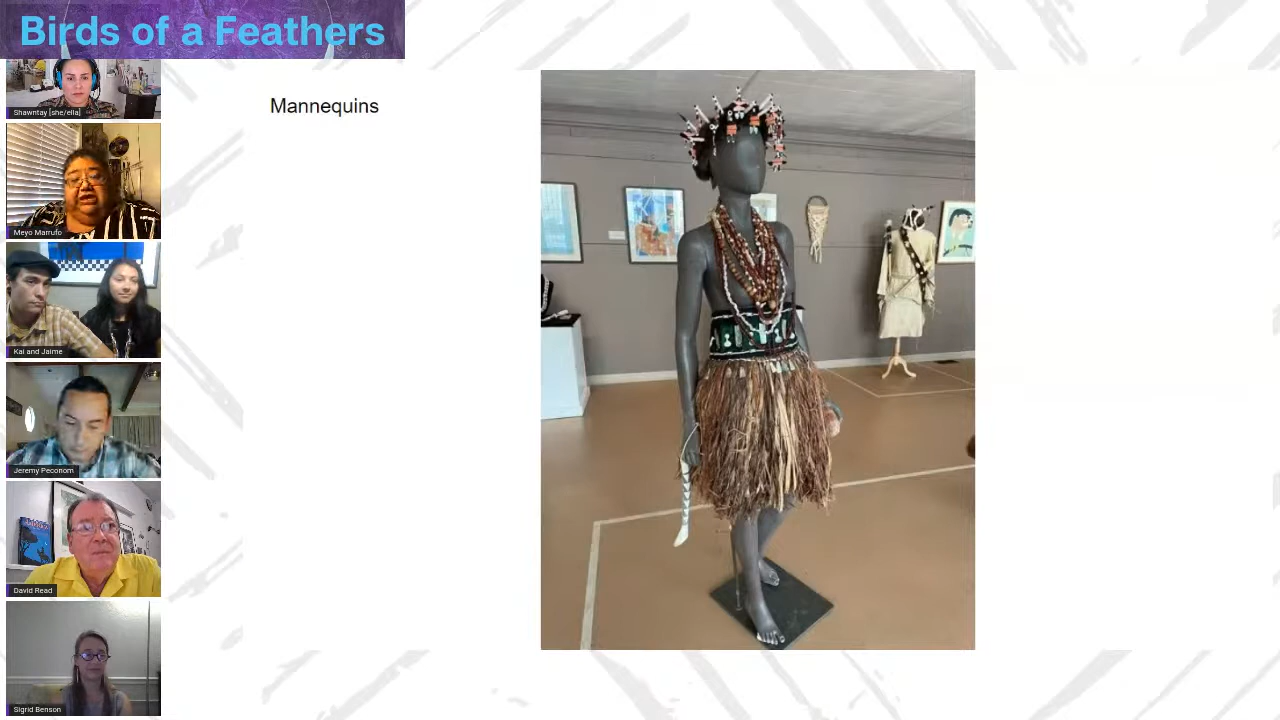 Birds of a Feathers
Shawntay [she/ella]
Mannequins
Meyo Marrufo
Kai and Jaime
Jeremy Peconom
David Read
Sigrid Benson